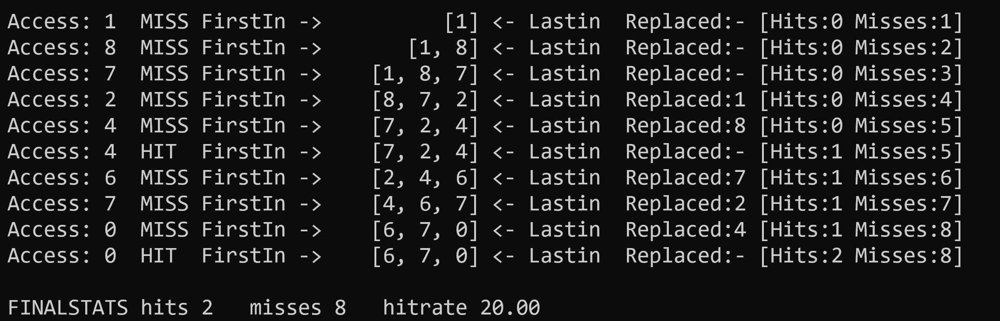 Access: 1  MISS FirstIn ->          [1] <- Lastin  Replaced:- [Hits:0 Misses:1]
Access: 8  MISS FirstIn ->       [1, 8] <- Lastin  Replaced:- [Hits:0 Misses:2]
Access: 7  MISS FirstIn ->    [1, 8, 7] <- Lastin  Replaced:- [Hits:0 Misses:3]
Access: 2  MISS FirstIn ->    [8, 7, 2] <- Lastin  Replaced:1 [Hits:0 Misses:4]
Access: 4  MISS FirstIn ->    [7, 2, 4] <- Lastin  Replaced:8 [Hits:0 Misses:5]
Access: 4  HIT  FirstIn ->    [7, 2, 4] <- Lastin  Replaced:- [Hits:1 Misses:5]
Access: 6  MISS FirstIn ->    [2, 4, 6] <- Lastin  Replaced:7 [Hits:1 Misses:6]
Access: 7  MISS FirstIn ->    [4, 6, 7] <- Lastin  Replaced:2 [Hits:1 Misses:7]
Access: 0  MISS FirstIn ->    [6, 7, 0] <- Lastin  Replaced:4 [Hits:1 Misses:8]
Access: 0  HIT  FirstIn ->    [6, 7, 0] <- Lastin  Replaced:- [Hits:2 Misses:8]
FINALSTATS hits 2   misses 8   hitrate 20.00